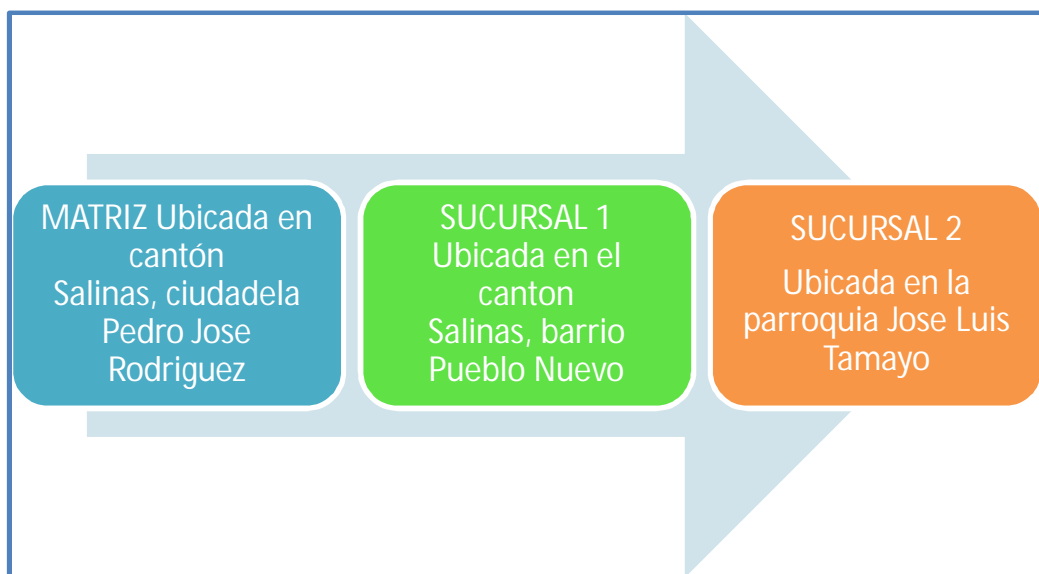 MATRIZ Ubicada en
cantón
Salinas, ciudadela
Pedro Jose
Rodriguez
SUCURSAL 1
Ubicada en el
canton
Salinas, barrio
Pueblo Nuevo
SUCURSAL 2
Ubicada en la
parroquia Jose Luis
Tamayo